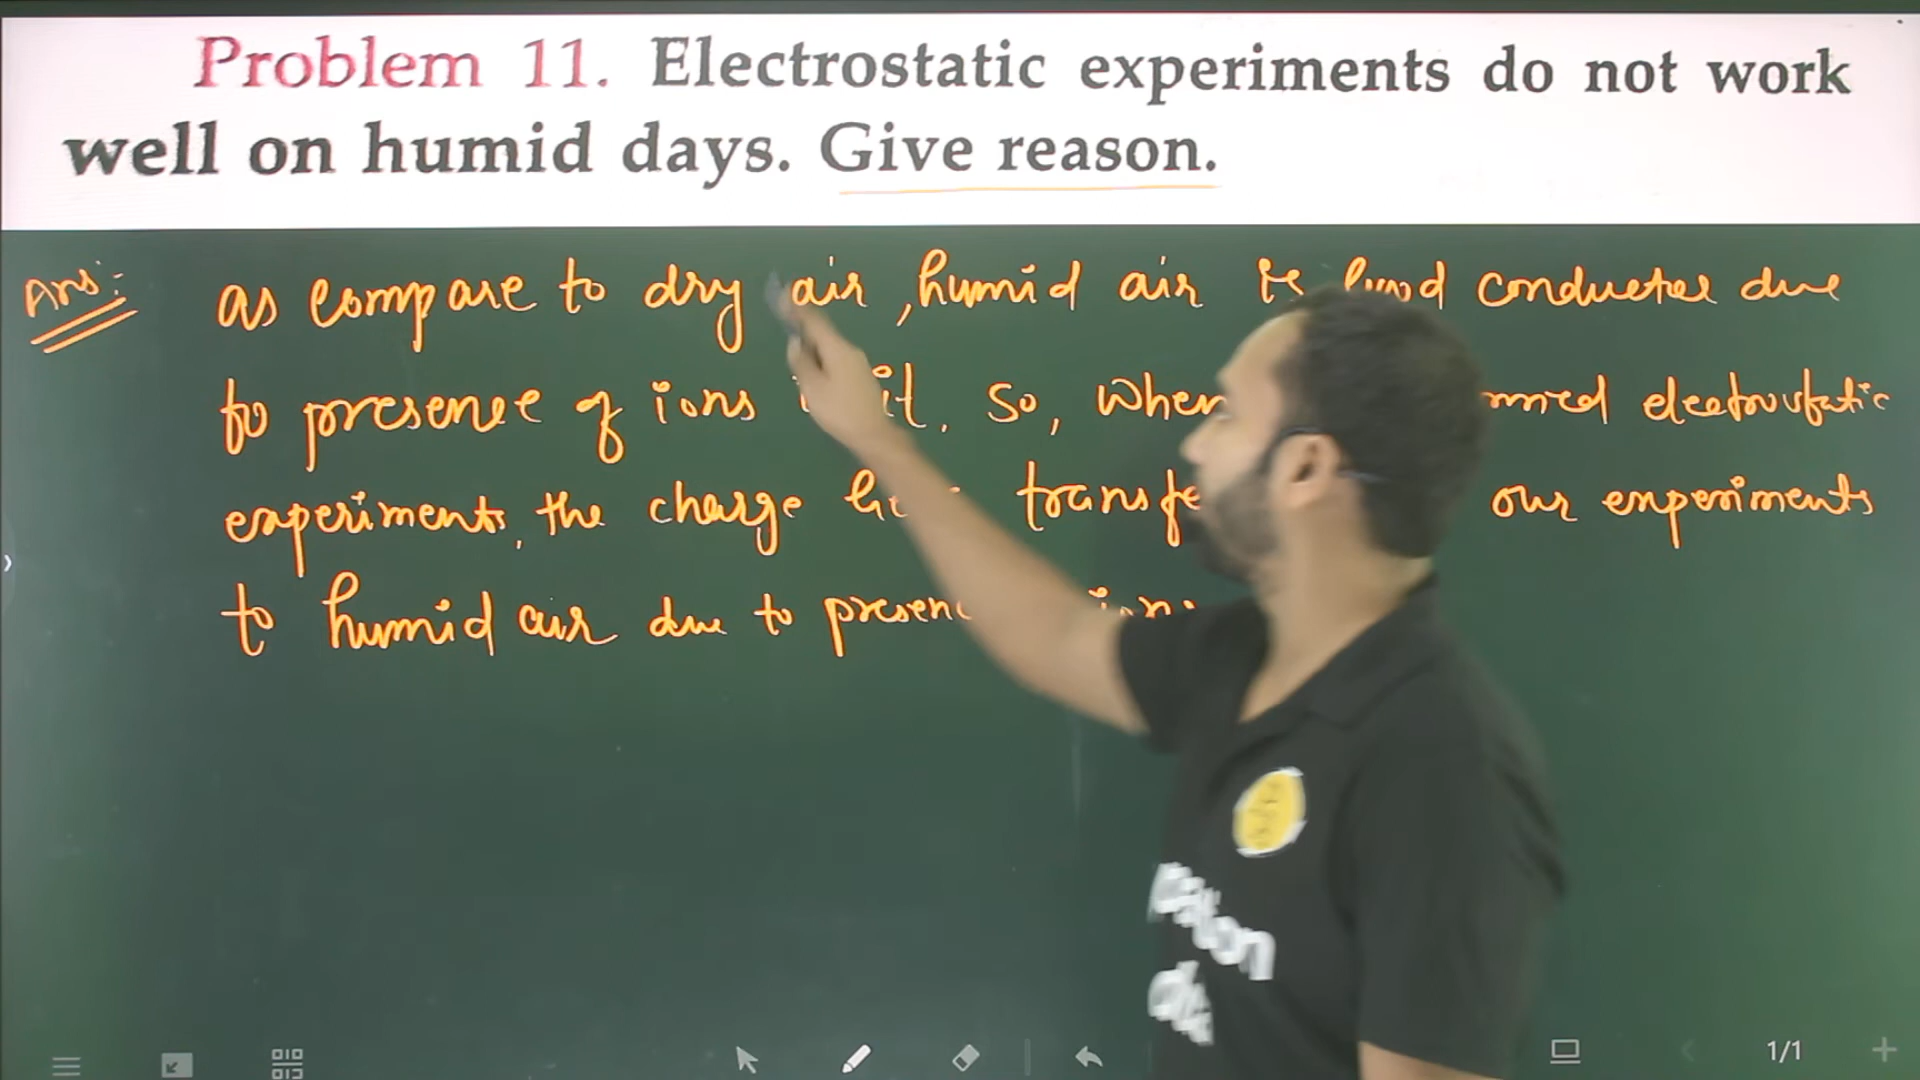 Problem 11. Electrostatic experiments do not work
well on humid days. Give reason.
Ans:
as compare to dry air, humid air is good conductor due
to presence of ions it. So, when electrostatic
experiments, the charge our experiments
to humid air due to
1/1